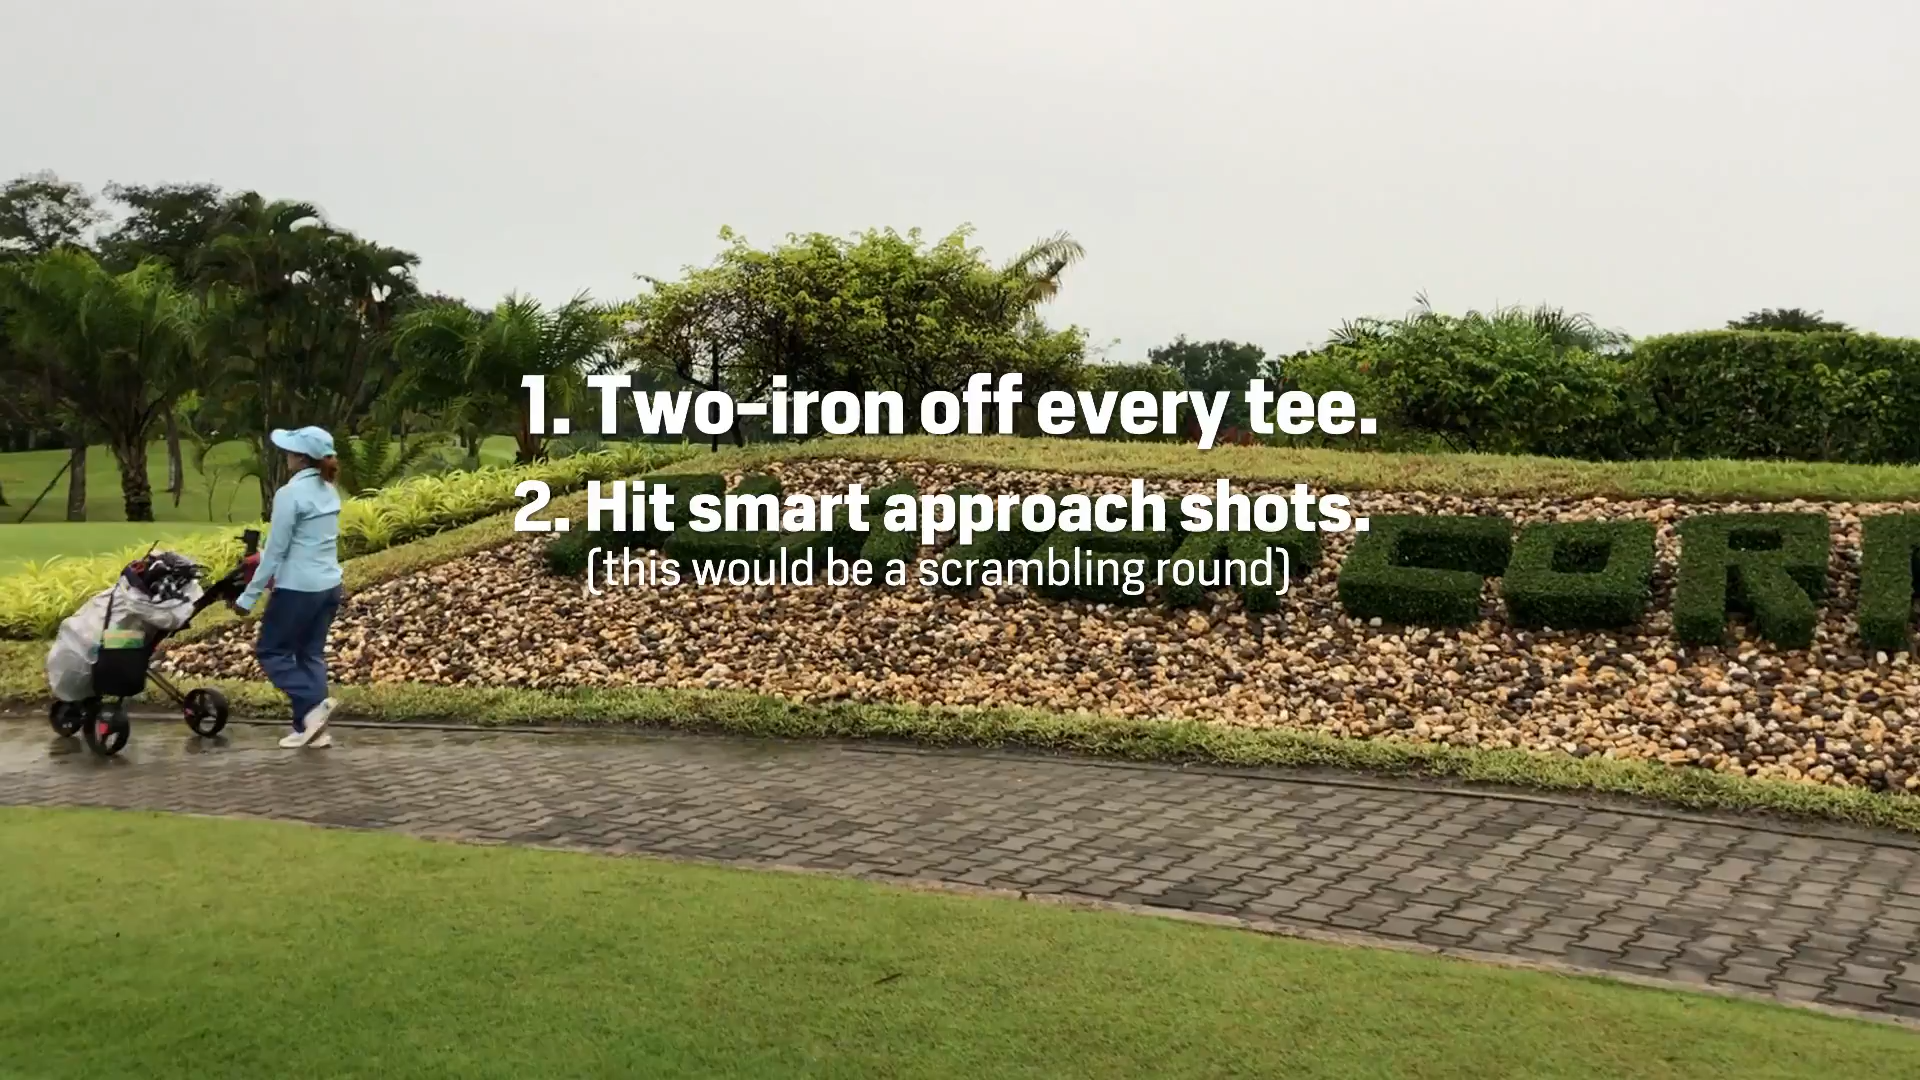 1. Two-iron off every tee.
2. Hit smart approach shots.
(this would be a scrambling round)